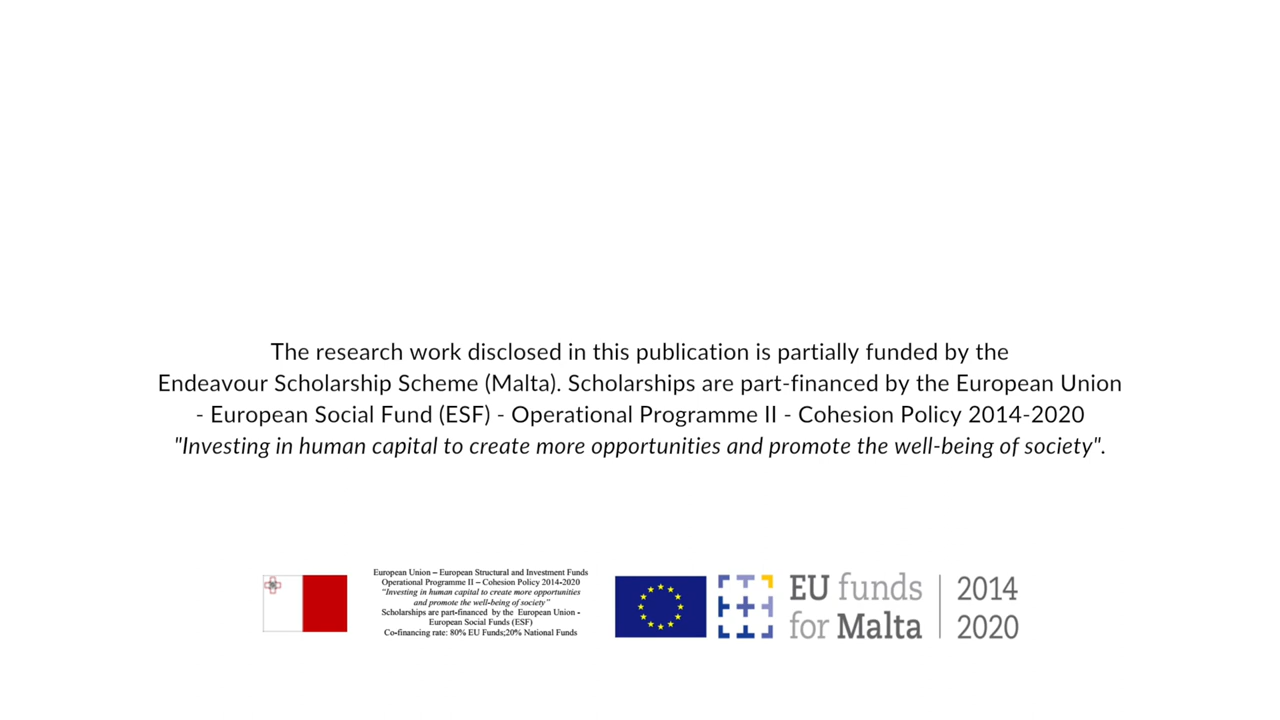 The research work disclosed in this publication is partially funded by the
Endeavour Scholarship Scheme (Malta). Scholarships are part-financed by the European Union
- European Social Fund (ESF) - Operational Programme II - Cohesion Policy 2014-2020
"Investing in human capital to create more opportunities and promote the well-being of society".
European Union – European Structural and Investment Funds
Operational Programme II – Cohesion Policy 2014-2020
"Investing in human capital to create more opportunities
and promote the well-being of society"
Scholarships are part-financed by the European Union -
European Social Funds (ESF)
Co-financing rate: 80% EU Funds;20% National Funds
EU funds
for Malta
2014
2020